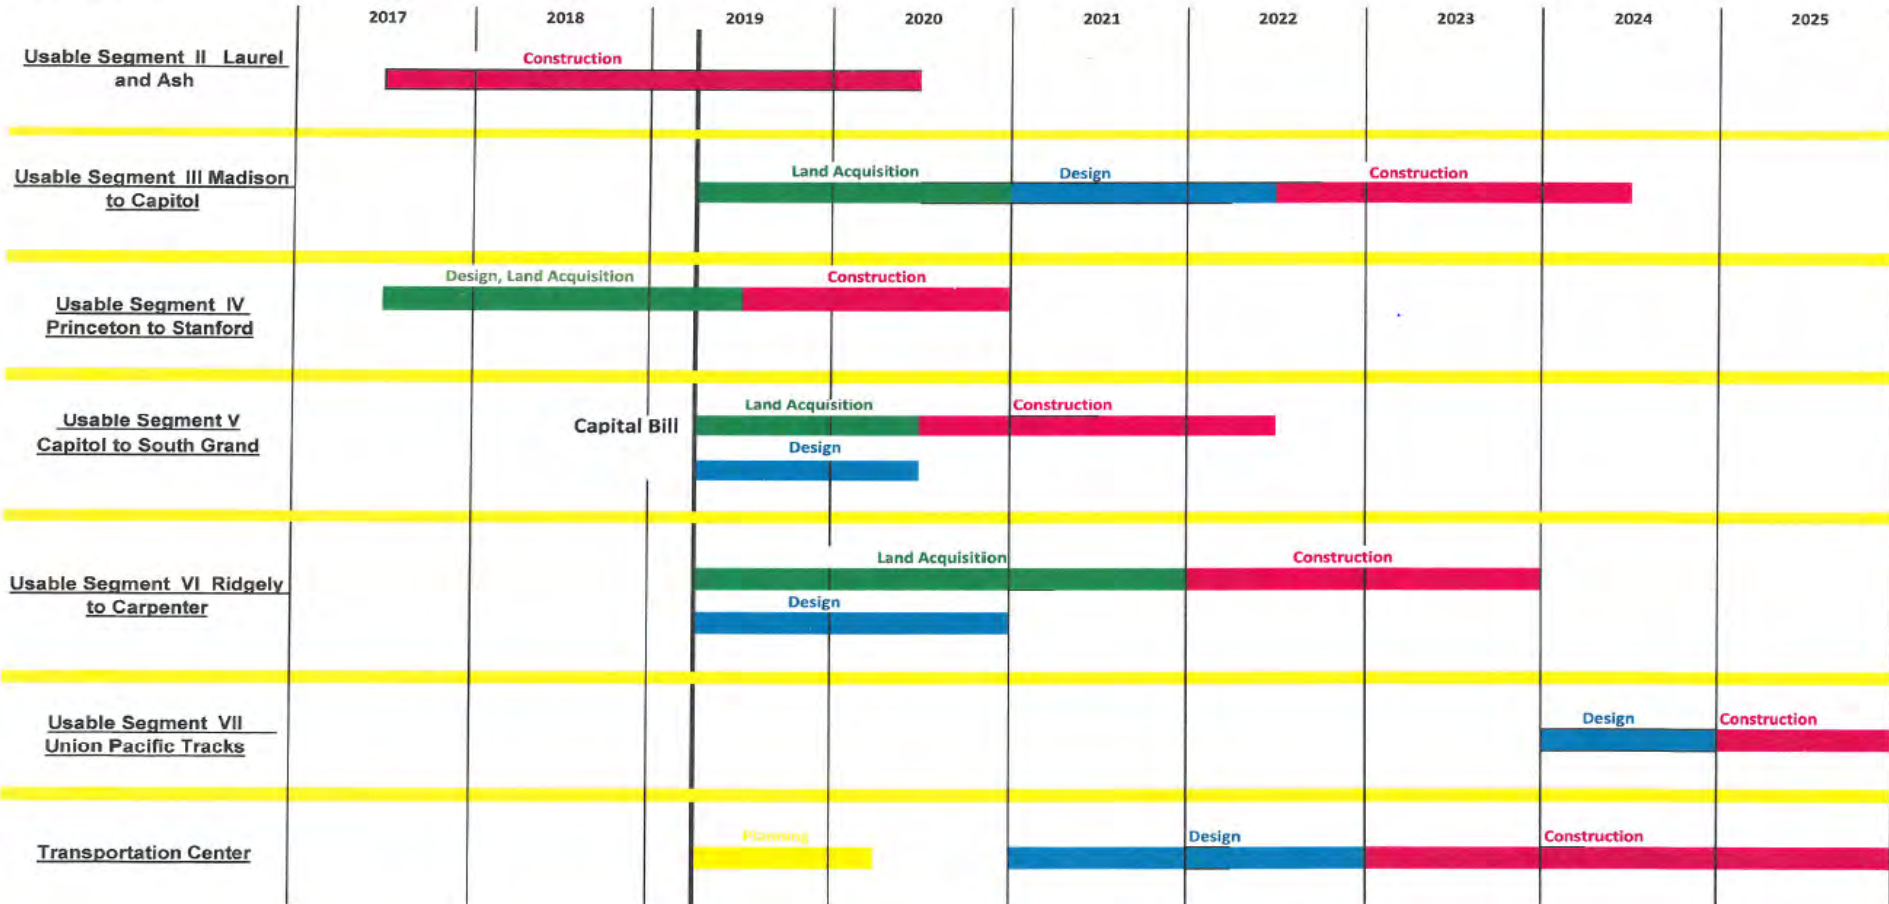 2017 2018 2019 2020 2021 2022 2023 2024 2025
Usable Segment II Laurel
and Ash
Construction
Usable Segment III Madison
to Capitol
Land Acquisition Design Construction
Usable Segment IV
Princeton to Stanford
Design, Land Acquisition Construction
Usable Segment V
Capitol to South Grand
Capital Bill
Land Acquisition Construction
Design
Usable Segment VI Ridgely
to Carpenter
Land Acquisition Construction
Design
Usable Segment VII
Union Pacific Tracks
Design Construction
Transportation Center
Planning Design Construction